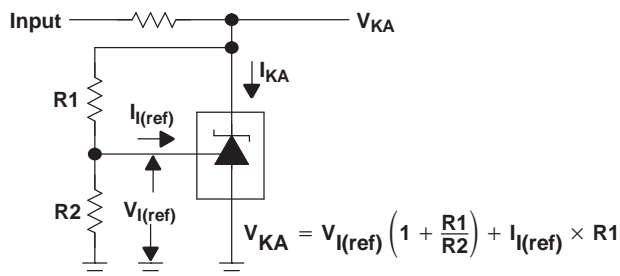 Input
V_KA
I_KA
R1
I_I(ref)
R2
V_I(ref)
V_KA = V_I(ref) (1 + R1/R2) + I_I(ref) × R1